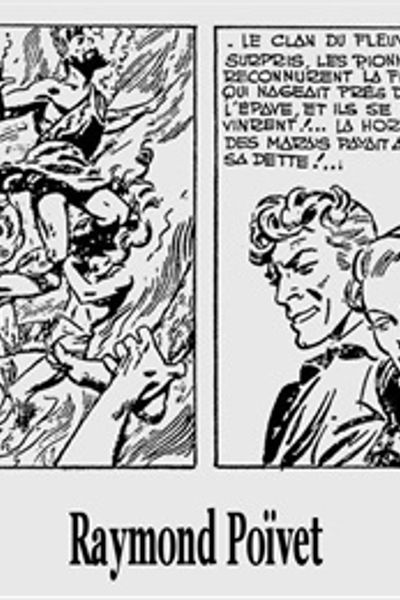 . LE CLAN DU FLEUV
SURPRIS, LES PIONN
RECONNURENT LA F
QUI NAGEAIT PRÈS D
L'ÉPAVE, ET ILS SE
VINRENT!... LA HOR
DES MARAIS PAYAIT
SA DETTE!...
Raymond Poïvet